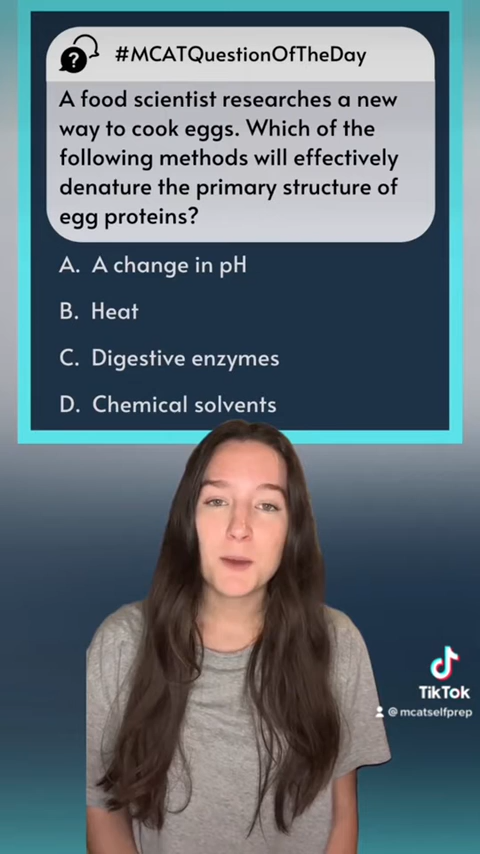 #MCATQuestionOfTheDay
A food scientist researches a new
way to cook eggs. Which of the
following methods will effectively
denature the primary structure of
egg proteins?
A. A change in pH
B. Heat
C. Digestive enzymes
D. Chemical solvents
TikTok
@mcatselfprep